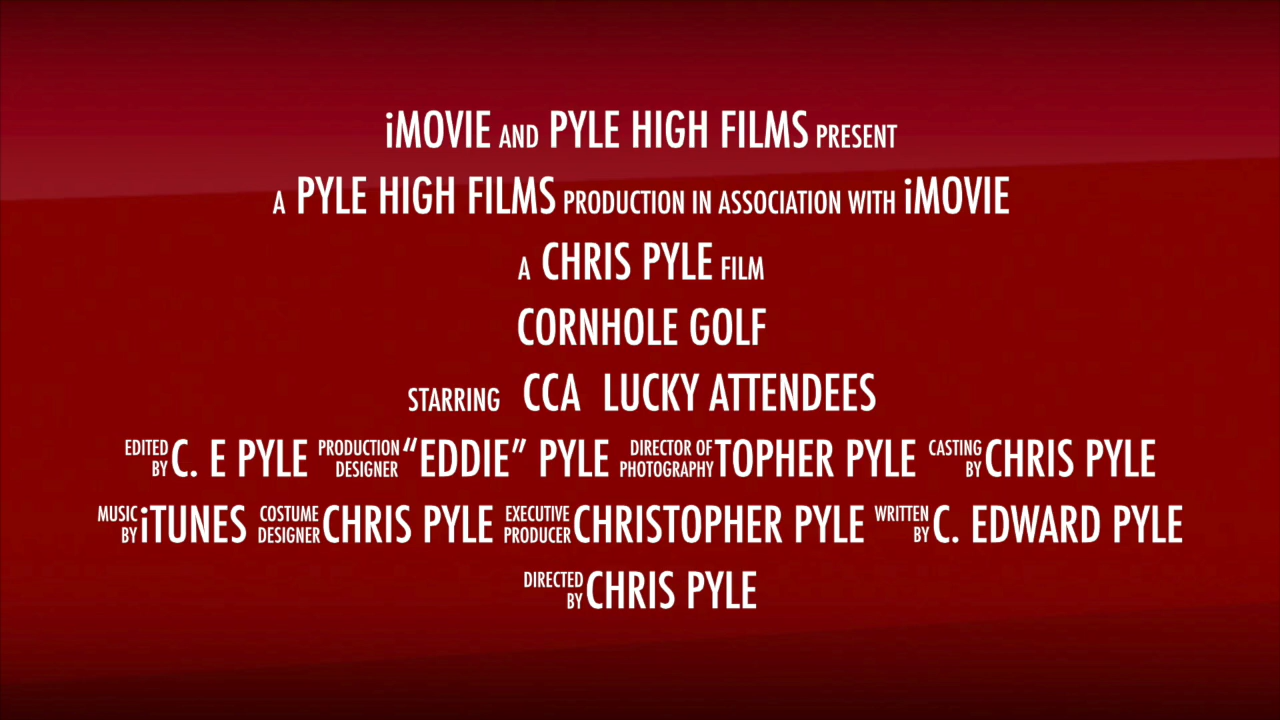 iMOVIE AND PYLE HIGH FILMS PRESENT
A PYLE HIGH FILMS PRODUCTION IN ASSOCIATION WITH iMOVIE
A CHRIS PYLE FILM
CORNHOLE GOLF
STARRING CCA LUCKY ATTENDEES
EDITED BY C. E PYLE PRODUCTION DESIGNER “EDDIE” PYLE DIRECTOR OF PHOTOGRAPHY TOPHER PYLE CASTING BY CHRIS PYLE
MUSIC BY iTUNES COSTUME DESIGNER CHRIS PYLE EXECUTIVE PRODUCER CHRISTOPHER PYLE WRITTEN BY C. EDWARD PYLE
DIRECTED BY CHRIS PYLE